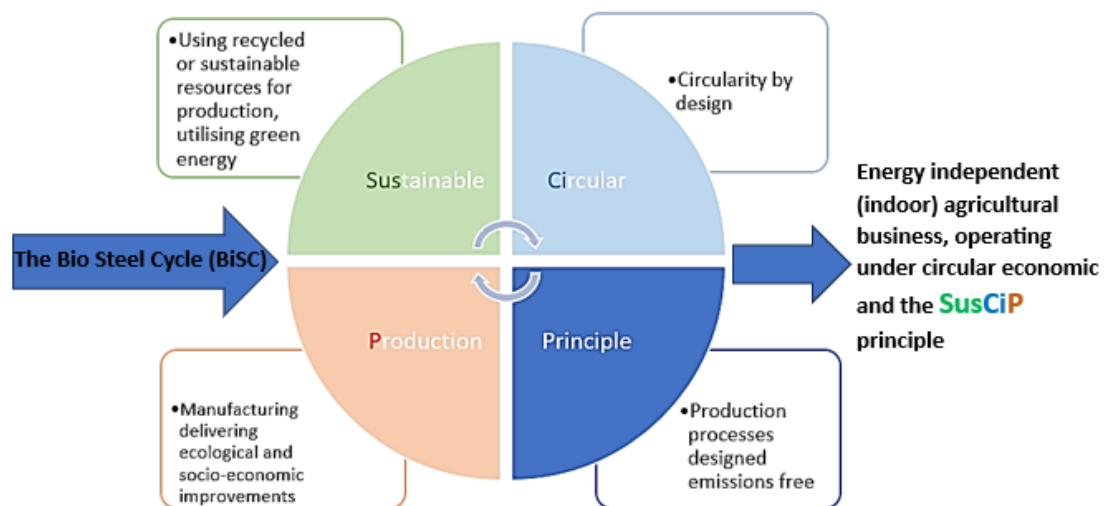 •Using recycled
or sustainable
resources for
production,
utilising green
energy
•Circularity by
design
Sustainable
Circular
The Bio Steel Cycle (BiSC)
Energy independent
(indoor) agricultural
business, operating
under circular economic
and the SusCiP
principle
Production
Principle
•Manufacturing
delivering
ecological and
socio-economic
improvements
•Production
processes
designed
emissions free